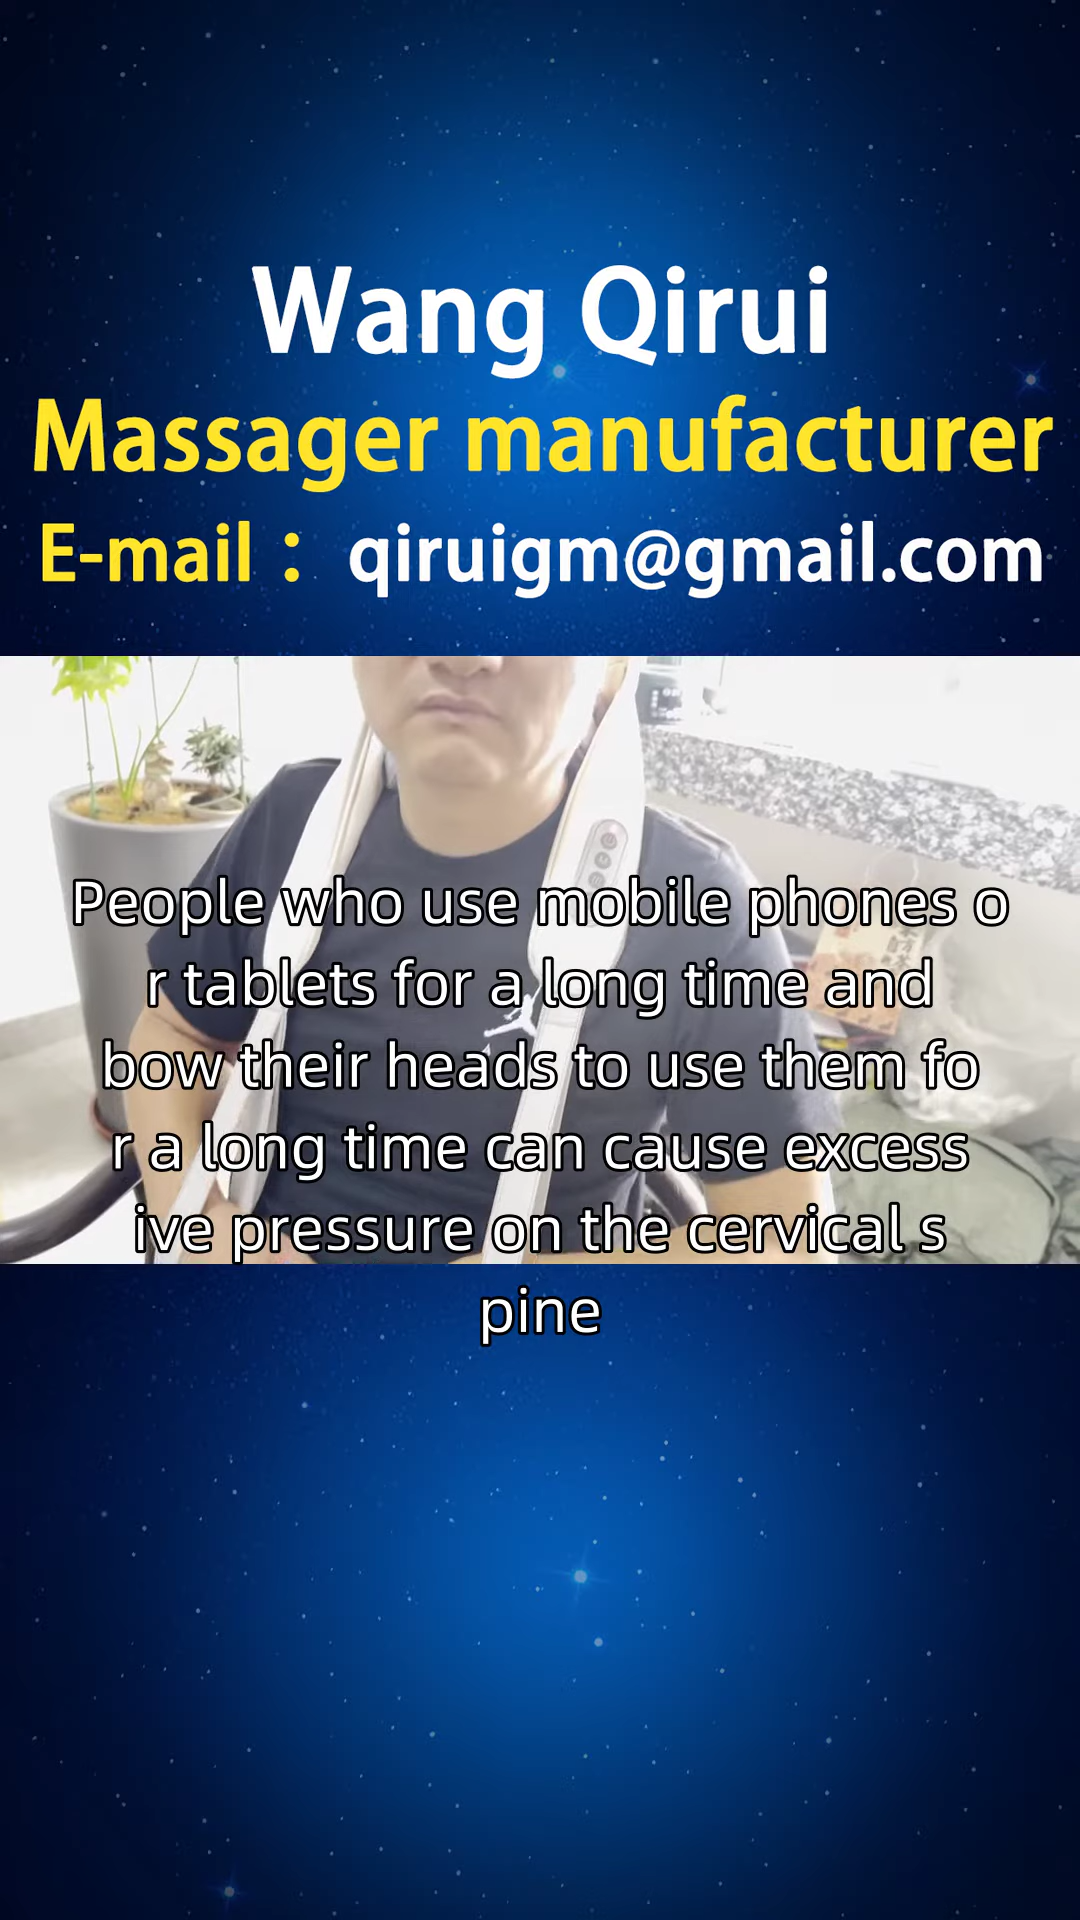 Wang Qirui
Massager manufacturer
E-mail： qiruigm@gmail.com
People who use mobile phones o
r tablets for a long time and
bow their heads to use them fo
r a long time can cause excess
ive pressure on the cervical s
pine